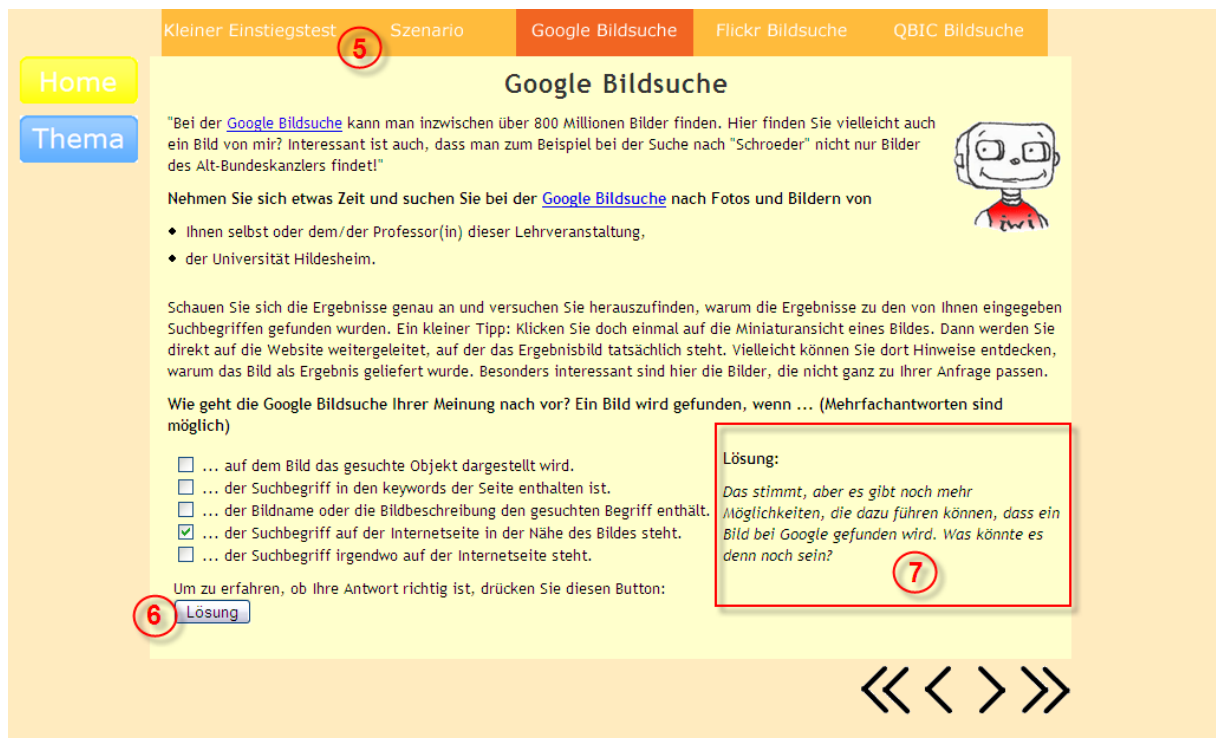 Kleiner Einstiegstest Szenario Google Bildsuche Flickr Bildsuche QBIC Bildsuche
5
Home
Thema
Google Bildsuche
"Bei der Google Bildsuche kann man inzwischen über 800 Millionen Bilder finden. Hier finden Sie vielleicht auch
ein Bild von mir? Interessant ist auch, dass man zum Beispiel bei der Suche nach "Schroeder" nicht nur Bilder
des Alt-Bundeskanzlers findet!"
iwi
Nehmen Sie sich etwas Zeit und suchen Sie bei der Google Bildsuche nach Fotos und Bildern von
◆ Ihnen selbst oder dem/der Professor(in) dieser Lehrveranstaltung,
◆ der Universität Hildesheim.
Schauen Sie sich die Ergebnisse genau an und versuchen Sie herauszufinden, warum die Ergebnisse zu den von Ihnen eingegeben
Suchbegriffen gefunden wurden. Ein kleiner Tipp: Klicken Sie doch einmal auf die Miniaturansicht eines Bildes. Dann werden Sie
direkt auf die Website weitergeleitet, auf der das Ergebnisbild tatsächlich steht. Vielleicht können Sie dort Hinweise entdecken,
warum das Bild als Ergebnis geliefert wurde. Besonders interessant sind hier die Bilder, die nicht ganz zu Ihrer Anfrage passen.
Wie geht die Google Bildsuche Ihrer Meinung nach vor? Ein Bild wird gefunden, wenn ... (Mehrfachantworten sind
möglich)
... auf dem Bild das gesuchte Objekt dargestellt wird.
... der Suchbegriff in den keywords der Seite enthalten ist.
... der Bildname oder die Bildbeschreibung den gesuchten Begriff enthält.
... der Suchbegriff auf der Internetseite in der Nähe des Bildes steht.
... der Suchbegriff irgendwo auf der Internetseite steht.
Um zu erfahren, ob Ihre Antwort richtig ist, drücken Sie diesen Button:
6
Lösung
Lösung:
Das stimmt, aber es gibt noch mehr
Möglichkeiten, die dazu führen können, dass ein
Bild bei Google gefunden wird. Was könnte es
denn noch sein?
7